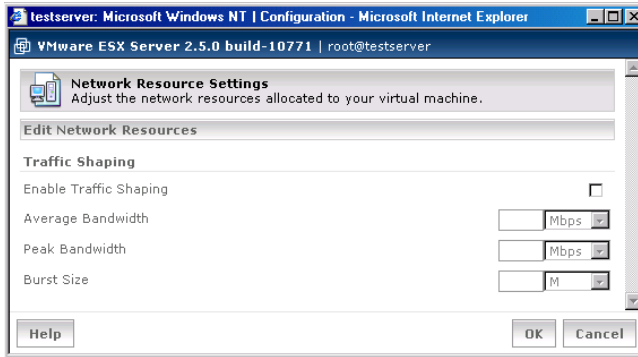 testserver: Microsoft Windows NT | Configuration - Microsoft Internet Explorer
VMware ESX Server 2.5.0 build-10771 | root@testserver
Network Resource Settings
Adjust the network resources allocated to your virtual machine.
Edit Network Resources
Traffic Shaping
Enable Traffic Shaping
Average Bandwidth Mbps
Peak Bandwidth Mbps
Burst Size M
Help OK Cancel